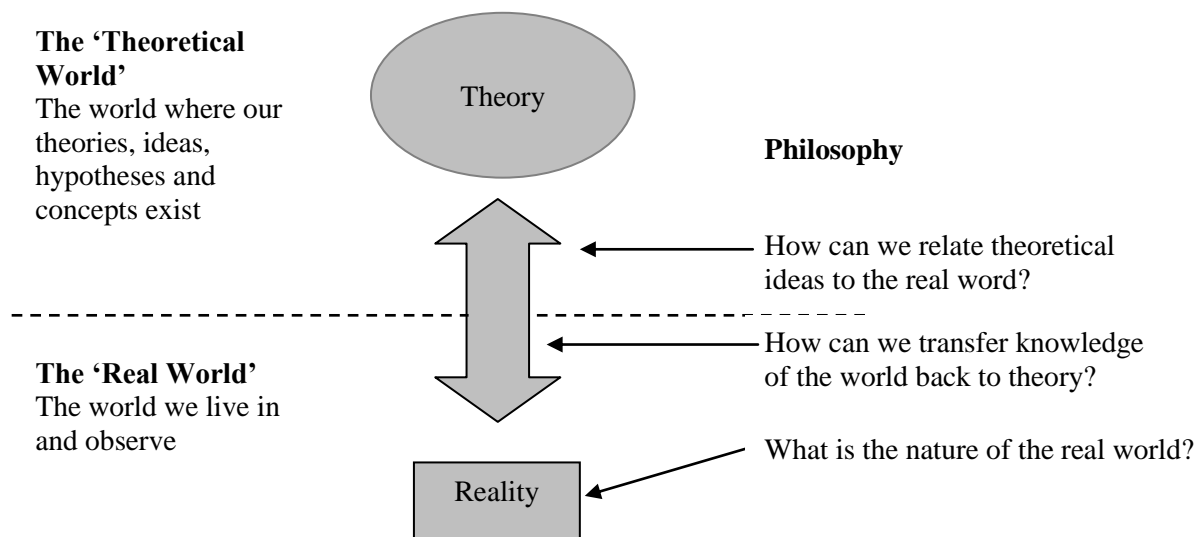 The ‘Theoretical
World’
The world where our
theories, ideas,
hypotheses and
concepts exist
Theory
Philosophy
How can we relate theoretical
ideas to the real word?
How can we transfer knowledge
of the world back to theory?
The ‘Real World’
The world we live in
and observe
What is the nature of the real world?
Reality